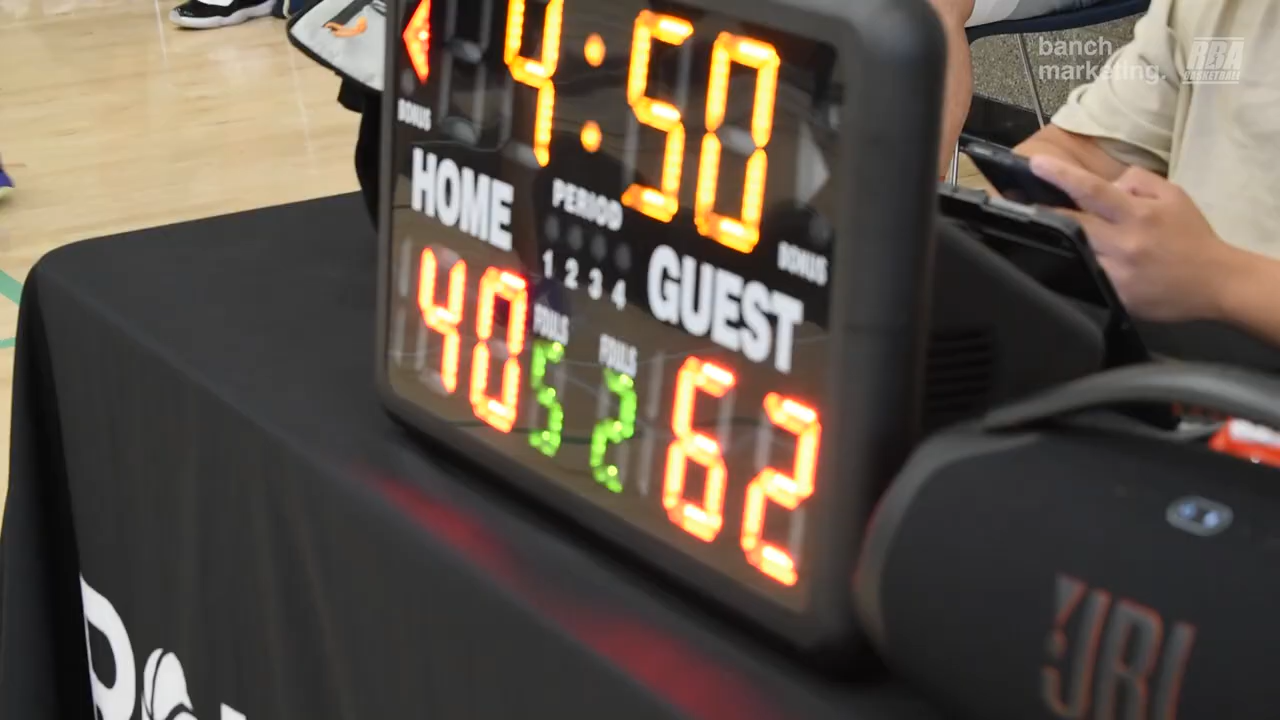 banch
marketing.
RBA
BASKETBALL
4:50
BONUS
HOME
PERIOD
1 2 3 4
GUEST
BONUS
40
FOULS
5
FOULS
2
62
JBL